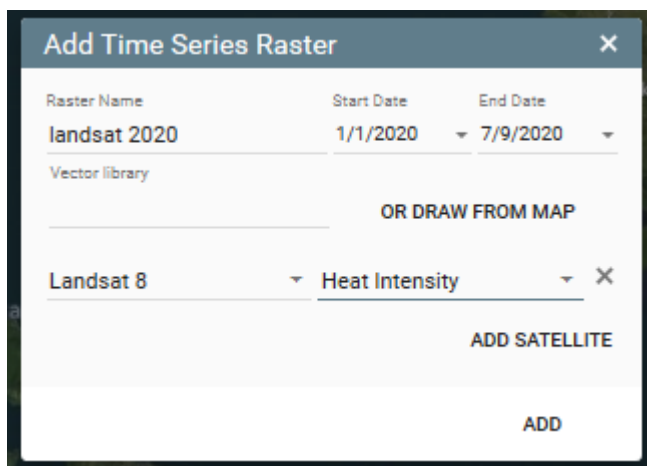 Add Time Series Raster ×
Raster Name Start Date End Date
landsat 2020 1/1/2020 7/9/2020
Vector library
OR DRAW FROM MAP
Landsat 8 Heat Intensity ×
ADD SATELLITE
ADD